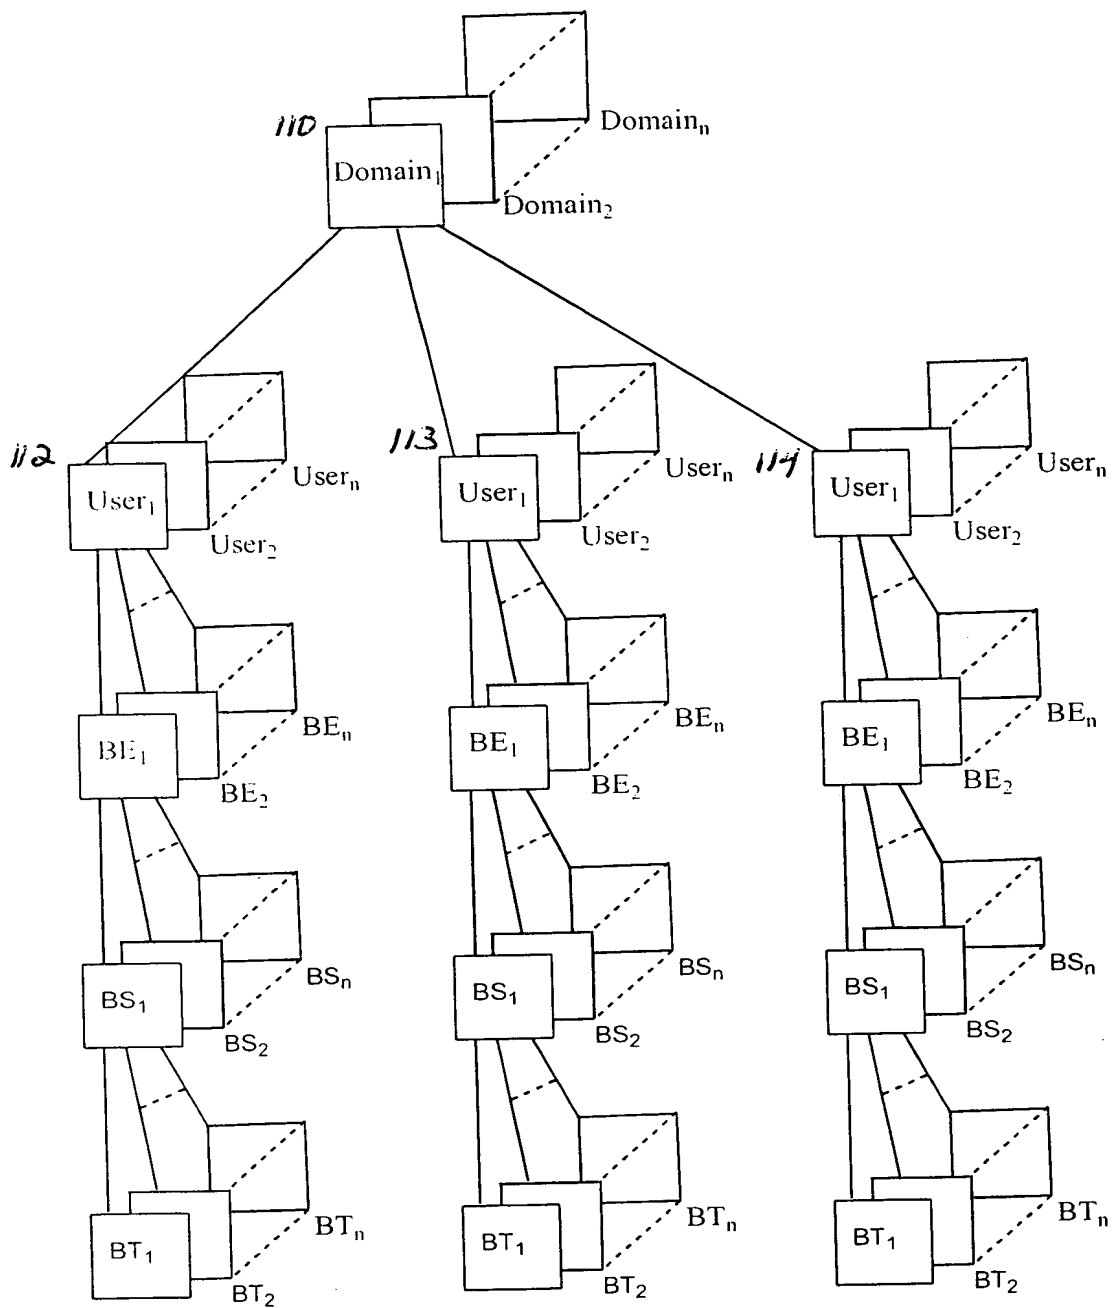 110
Domain₁
Domain₂
Domainₙ
112
User₁
User₂
Userₙ
113
User₁
User₂
Userₙ
114
User₁
User₂
Userₙ
BE₁
BE₂
BEₙ
BE₁
BE₂
BEₙ
BE₁
BE₂
BEₙ
BS₁
BS₂
BSₙ
BS₁
BS₂
BSₙ
BS₁
BS₂
BSₙ
BT₁
BT₂
BTₙ
BT₁
BT₂
BTₙ
BT₁
BT₂
BTₙ